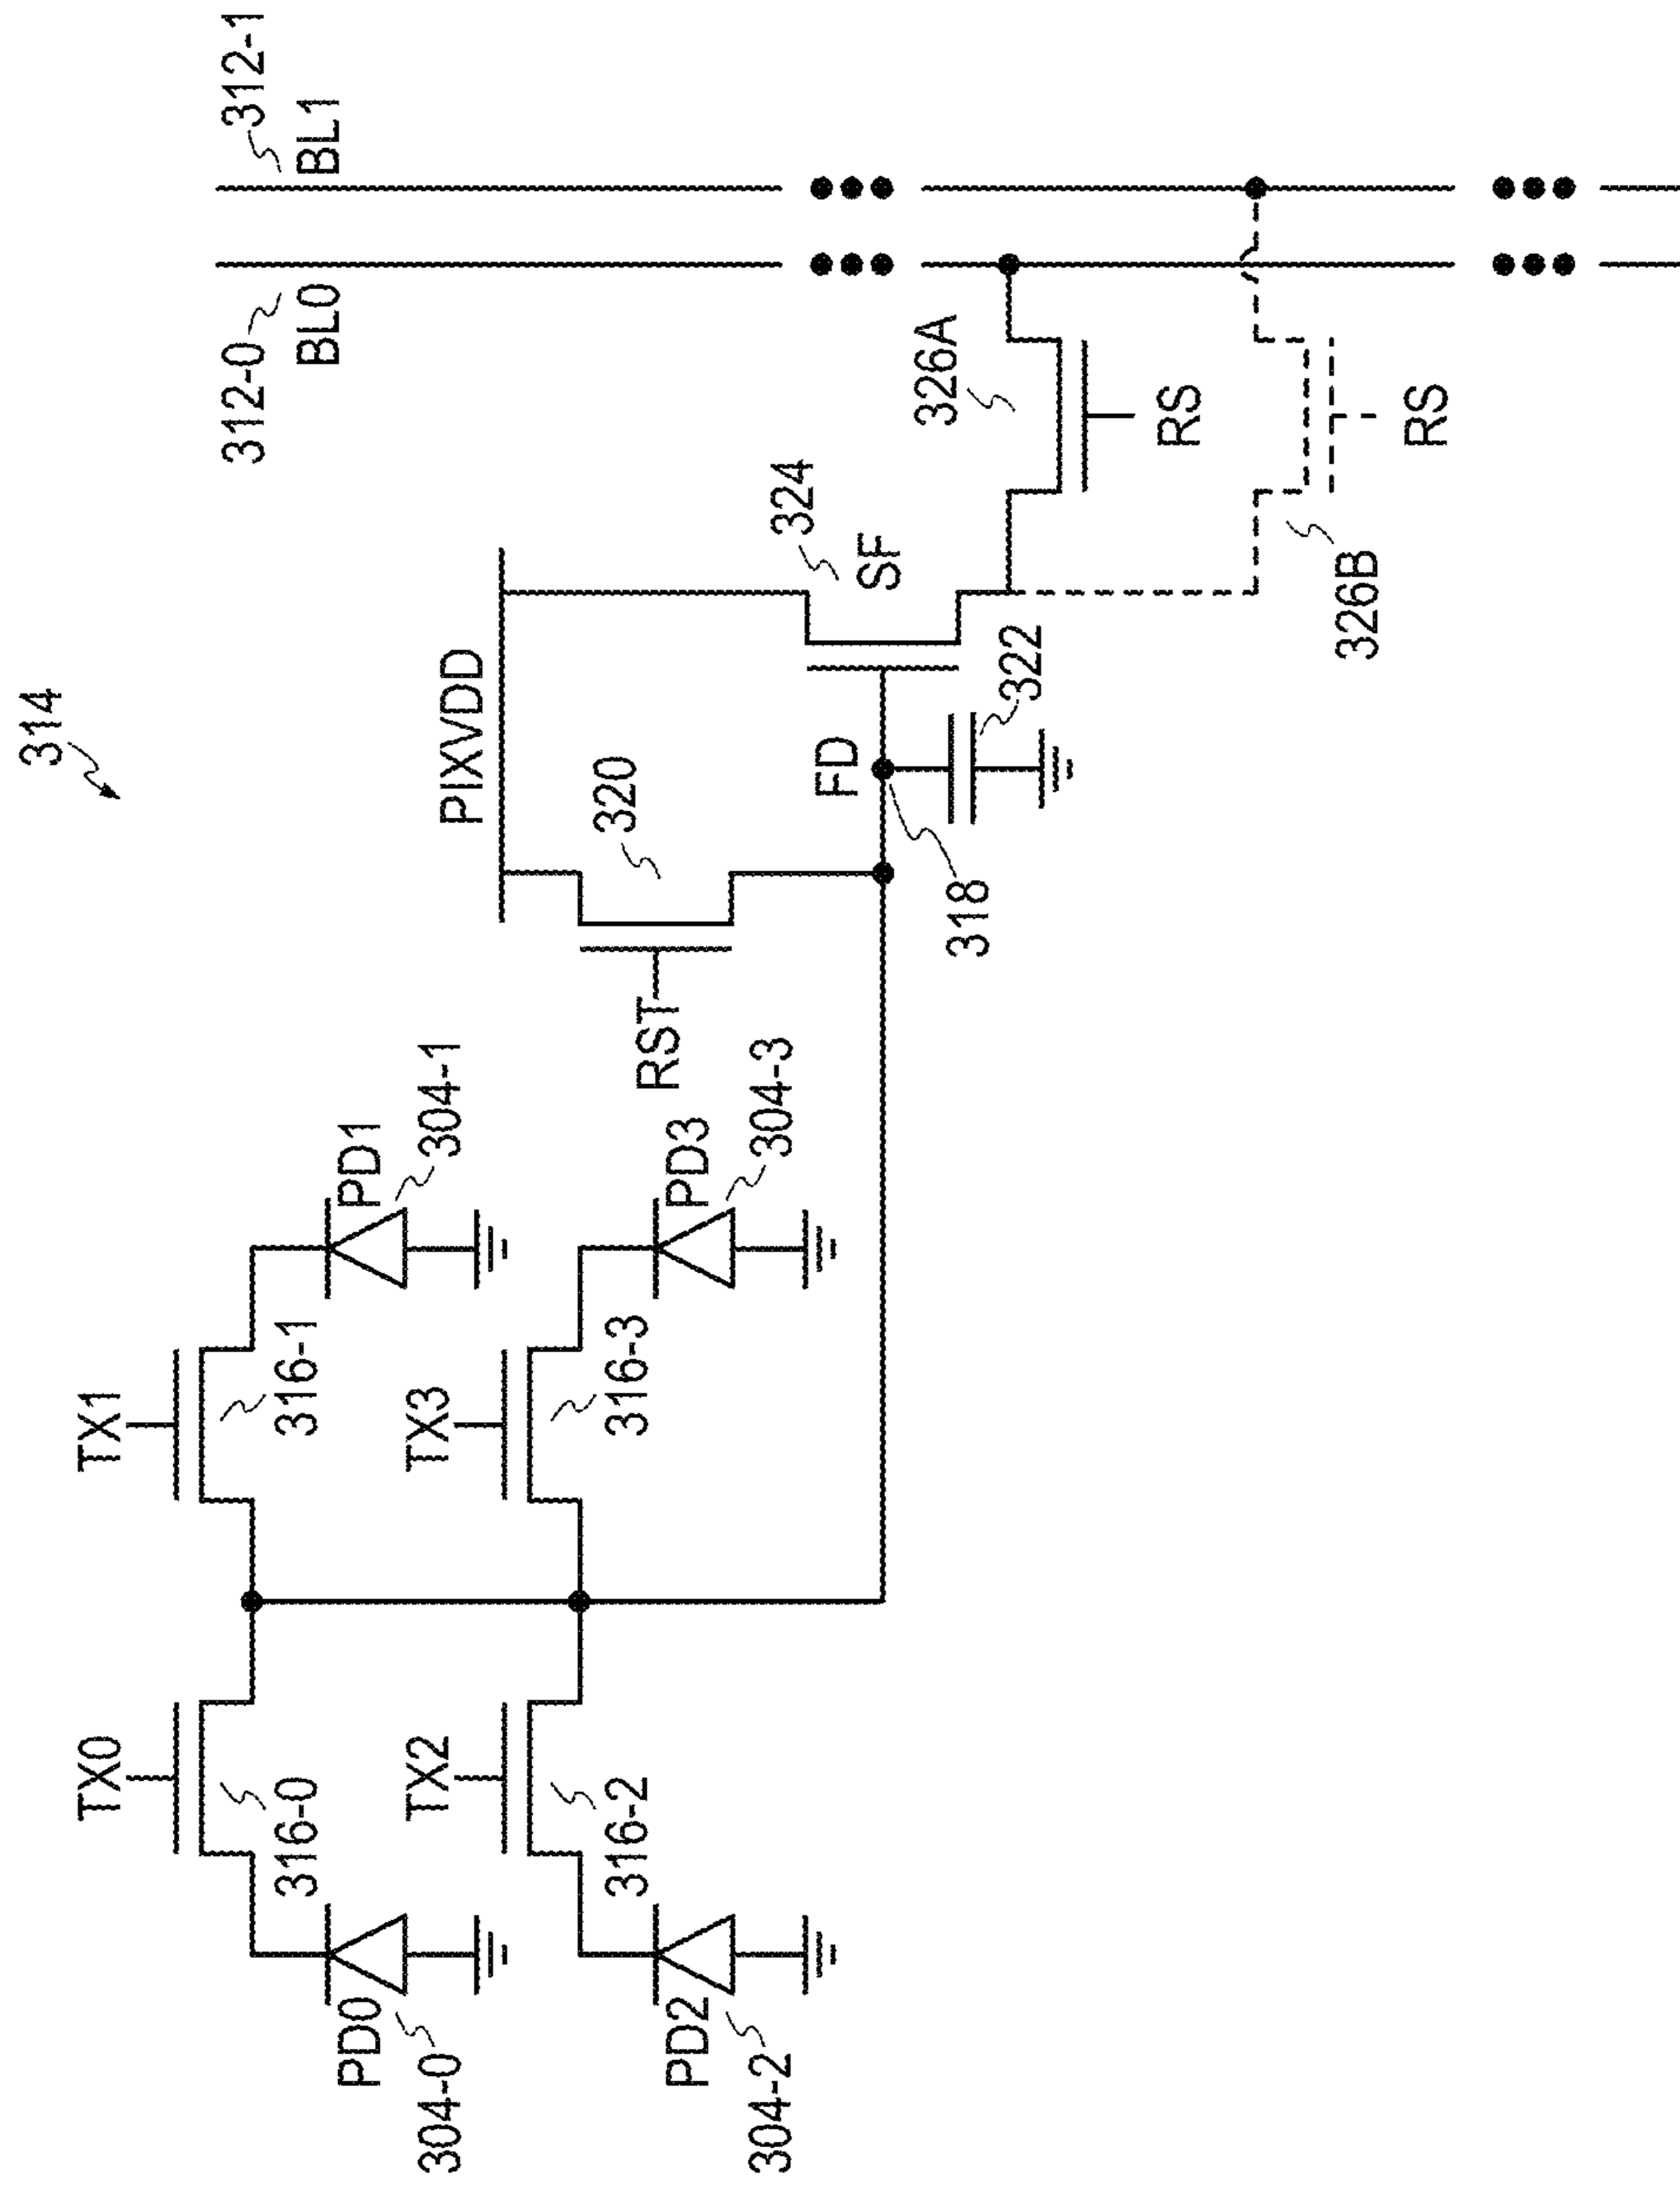 314
TX0
316-0
PD0
304-0
TX1
316-1
PD1
304-1
TX2
316-2
PD2
304-2
TX3
316-3
PD3
304-3
PIXVDD
RST
320
FD
318
322
324
SF
326A
RS
326B
RS
312-0
BL0
312-1
BL1